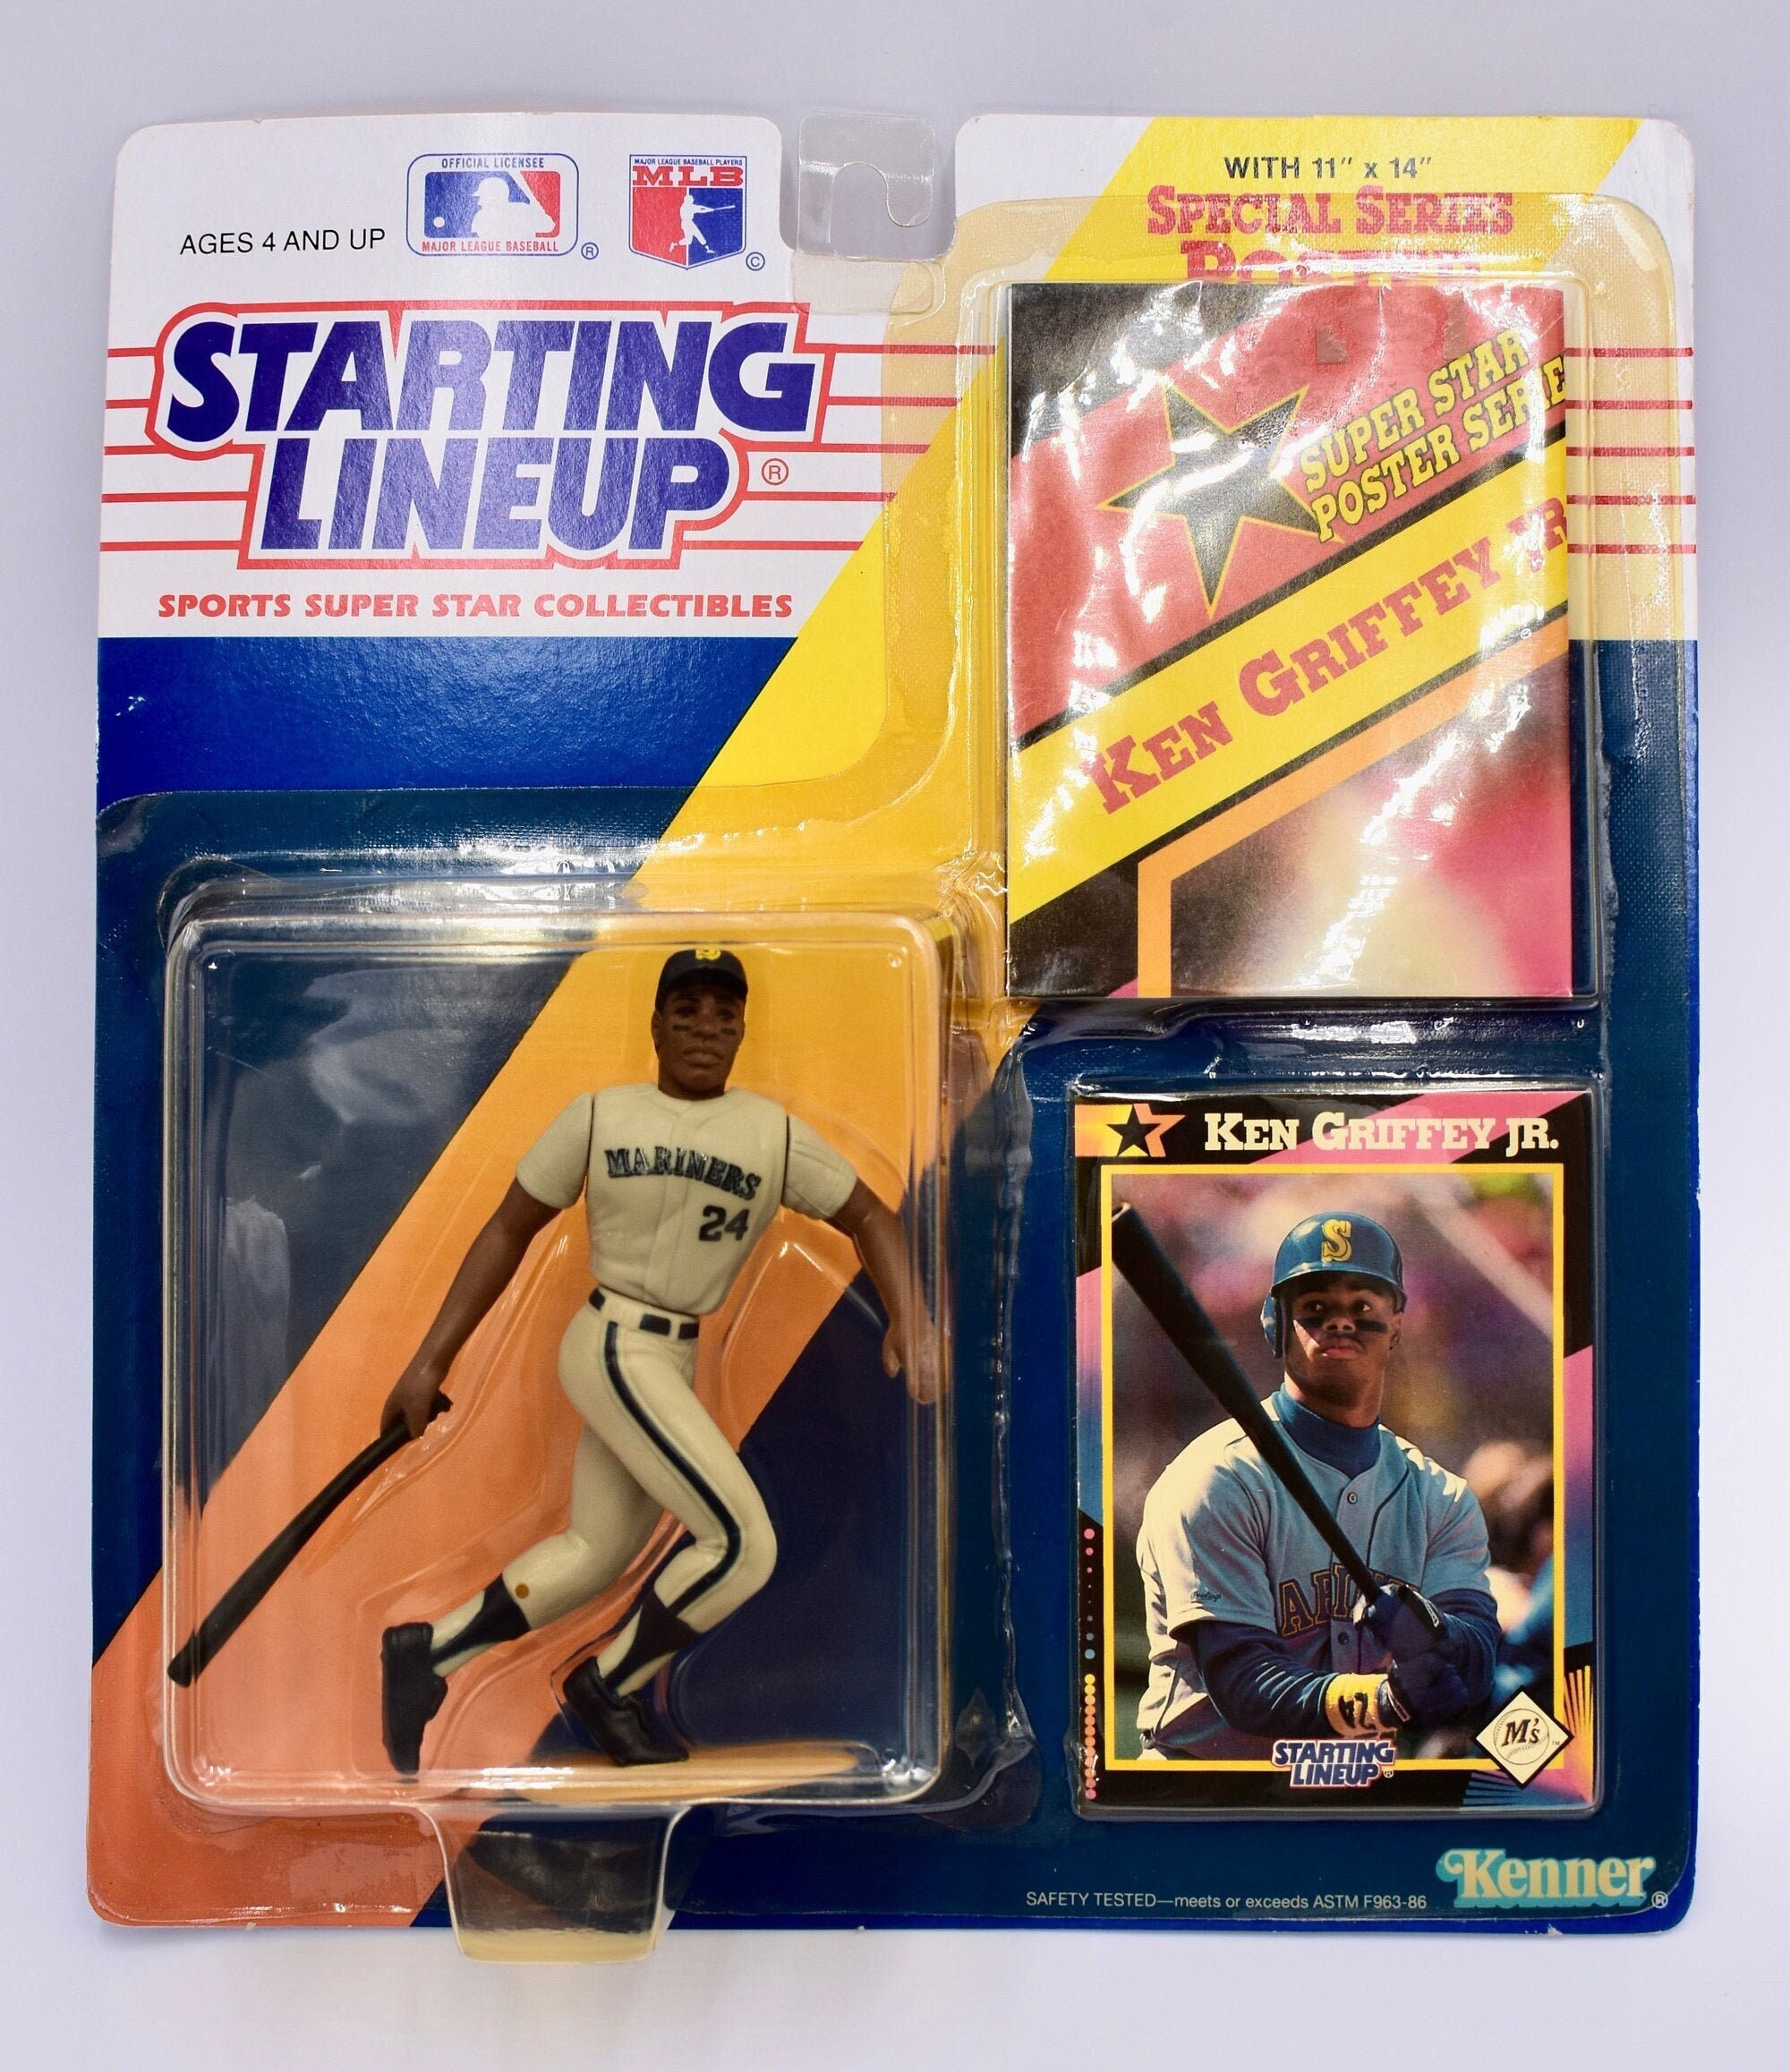 OFFICIAL LICENSEE
MAJOR LEAGUE BASEBALL
®
MAJOR LEAGUE BASEBALL PLAYERS
MLB
©
AGES 4 AND UP
STARTING
LINEUP®
SPORTS SUPER STAR COLLECTIBLES
WITH 11" x 14"
SPECIAL SERIES
SUPER STAR
POSTER SERIE
KEN GRIFFEY JR
S
MARINERS
24
KEN GRIFFEY JR.
S
Rawlings
STARTING
LINEUP®
M's
™
Kenner®
SAFETY TESTED—meets or exceeds ASTM F963-86